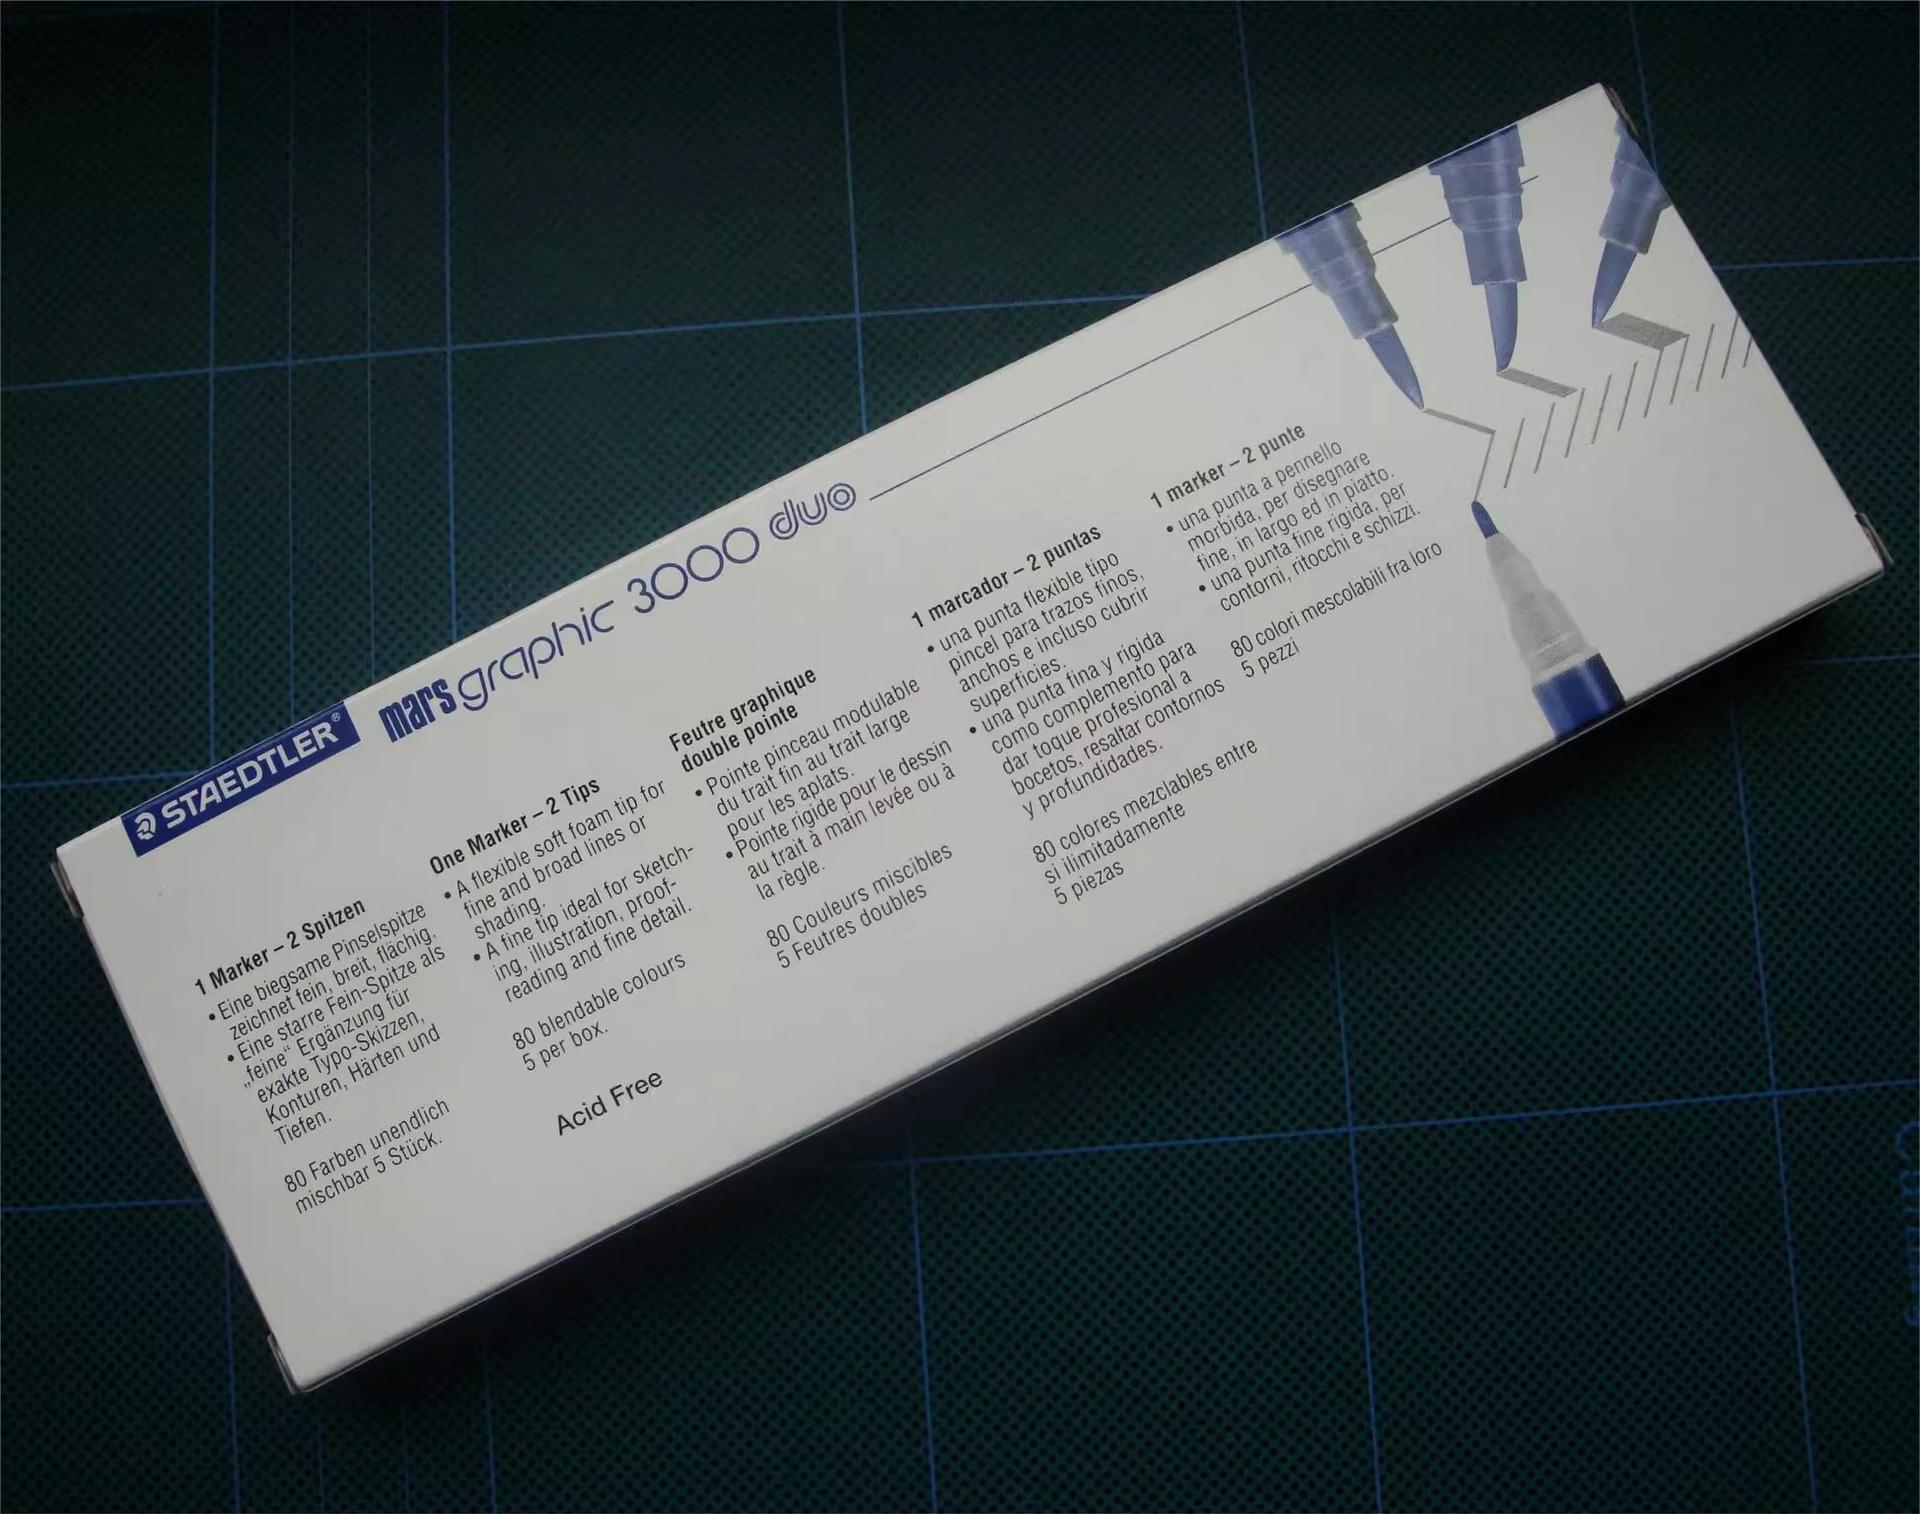 STAEDTLER®
mars graphic 3000 duo
1 Marker – 2 Spitzen
• Eine biegsame Pinselspitze
zeichnet fein, breit, flächig.
• Eine starre Fein-Spitze als
„feine“ Ergänzung für
exakte Typo-Skizzen,
Konturen, Härten und
Tiefen.
80 Farben unendlich
mischbar 5 Stück.
One Marker – 2 Tips
• A flexible soft foam tip for
fine and broad lines or
shading.
• A fine tip ideal for sketch-
ing, illustration, proof-
reading and fine detail.
80 blendable colours
5 per box.
Acid Free
Feutre graphique
double pointe
• Pointe pinceau modulable
du trait fin au trait large
pour les aplats.
• Pointe rigide pour le dessin
au trait à main levée ou à
la règle.
80 Couleurs miscibles
5 Feutres doubles
1 marcador – 2 puntas
• una punta flexible tipo
pincel para trazos finos,
anchos e incluso cubrir
superficies.
• una punta fina y rigida
como complemento para
dar toque profesional a
bocetos, resaltar contornos
y profundidades.
80 colores mezclables entre
si ilimitadamente
5 piezas
1 marker – 2 punte
• una punta a pennello
morbida, per disegnare
fine, in largo ed in piatto.
• una punta fine rigida, per
contorni, ritocchi e schizzi.
80 colori mescolabili fra loro
5 pezzi